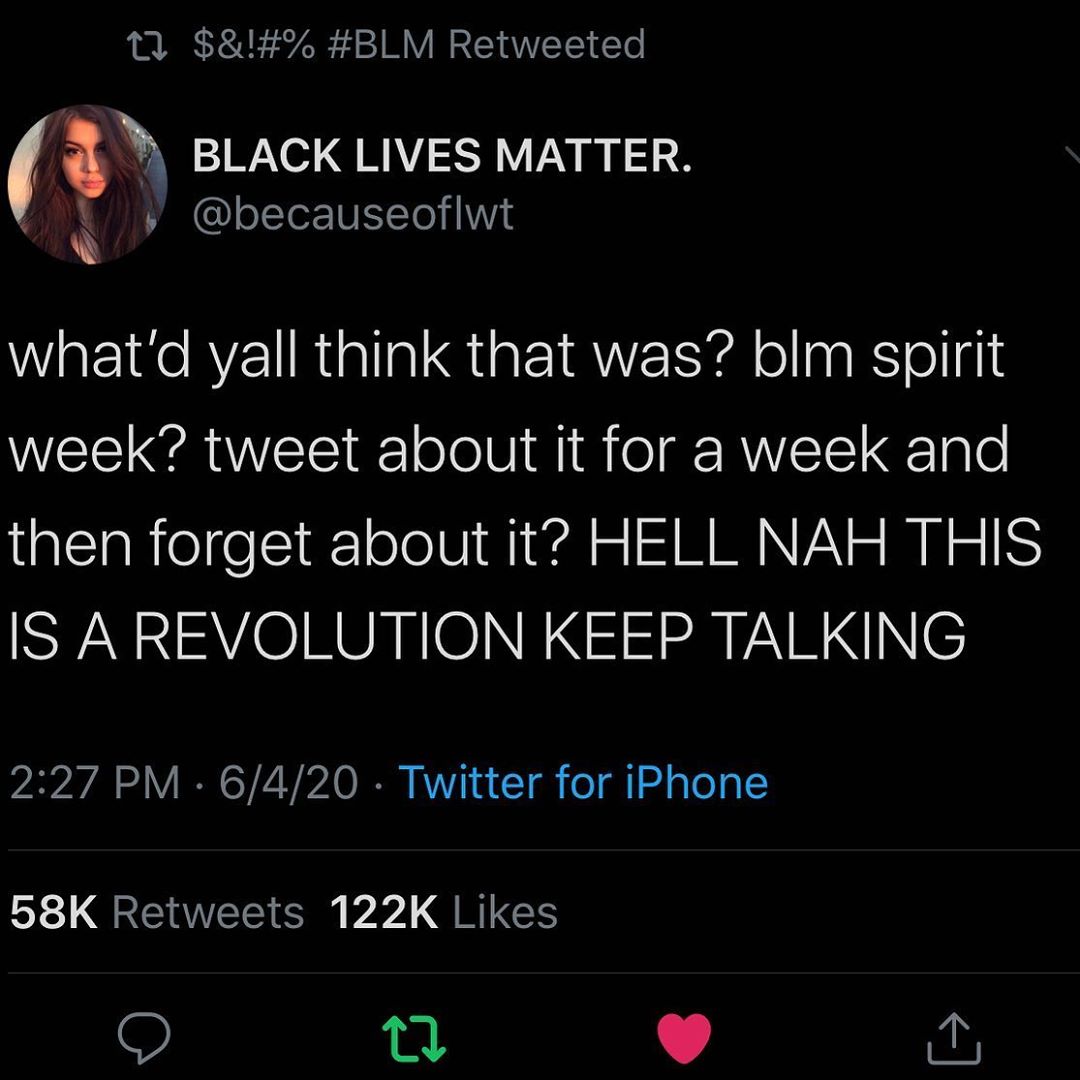 $&!#% #BLM Retweeted
BLACK LIVES MATTER.
@becauseoflwt
what'd yall think that was? blm spirit
week? tweet about it for a week and
then forget about it? HELL NAH THIS
IS A REVOLUTION KEEP TALKING
2:27 PM · 6/4/20 · Twitter for iPhone
58K Retweets 122K Likes